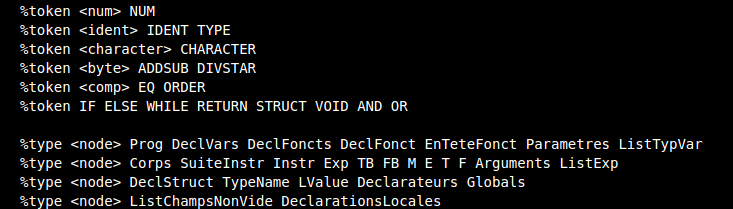 %token <num> NUM
%token <ident> IDENT TYPE
%token <character> CHARACTER
%token <byte> ADDSUB DIVSTAR
%token <comp> EQ ORDER
%token IF ELSE WHILE RETURN STRUCT VOID AND OR
%type <node> Prog DeclVars DeclFoncts DeclFonct EnTeteFonct Parametres ListTypVar
%type <node> Corps SuiteInstr Instr Exp TB FB M E T F Arguments ListExp
%type <node> DeclStruct TypeName LValue Declarateurs Globals
%type <node> ListChampsNonVide DeclarationsLocales